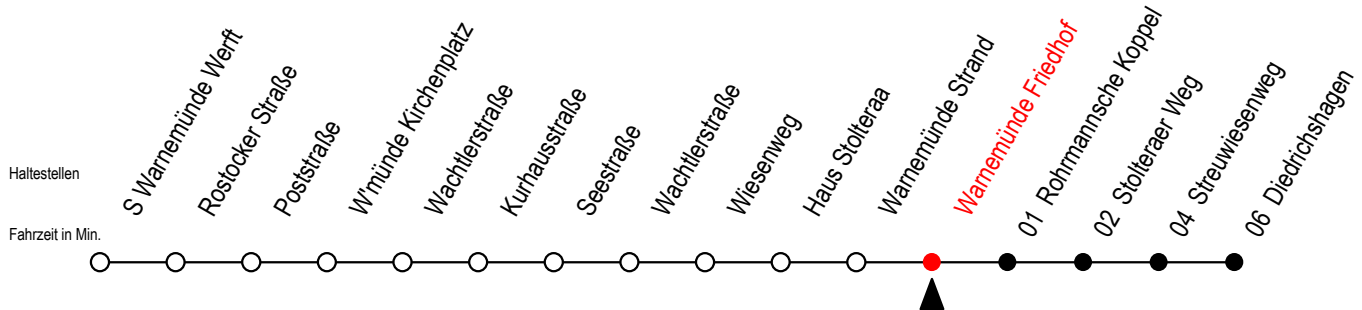 Haltestellen
Fahrzeit in Min.
S Warnemünde Werft
Rostocker Straße
Poststraße
W'münde Kirchenplatz
Wachtlerstraße
Kurhausstraße
Seestraße
Wachtlerstraße
Wiesenweg
Haus Stolteraa
Warnemünde Strand
Warnemünde Friedhof
01 Rohrmannsche Koppel
02 Stolteraer Weg
04 Streuwiesenweg
06 Diedrichshagen